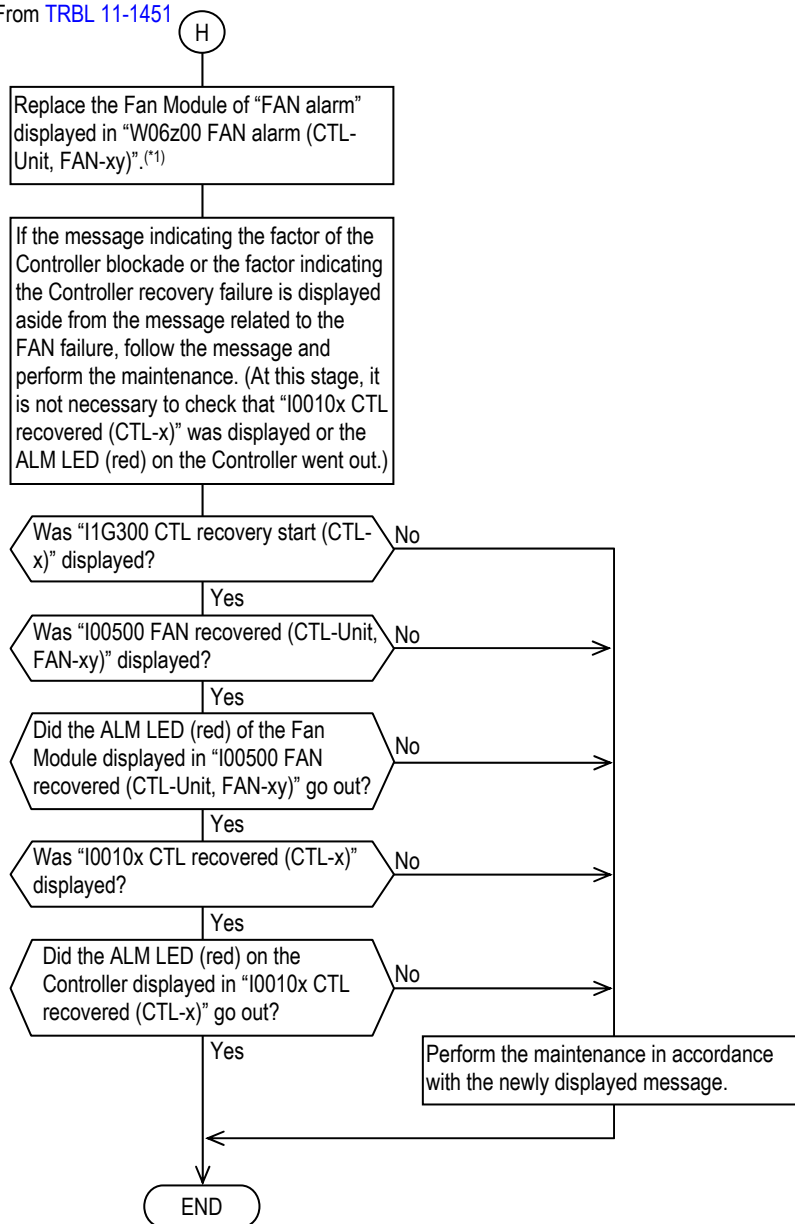 From TRBL 11-1451
H
Replace the Fan Module of “FAN alarm”
displayed in “W06z00 FAN alarm (CTL-
Unit, FAN-xy)”.(*1)
If the message indicating the factor of the
Controller blockade or the factor indicating
the Controller recovery failure is displayed
aside from the message related to the
FAN failure, follow the message and
perform the maintenance. (At this stage, it
is not necessary to check that “I0010x CTL
recovered (CTL-x)” was displayed or the
ALM LED (red) on the Controller went out.)
Was “I1G300 CTL recovery start (CTL-
x)” displayed?
No
Yes
Was “I00500 FAN recovered (CTL-Unit,
FAN-xy)” displayed?
No
Yes
Did the ALM LED (red) of the Fan
Module displayed in “I00500 FAN
recovered (CTL-Unit, FAN-xy)” go out?
No
Yes
Was “I0010x CTL recovered (CTL-x)”
displayed?
No
Yes
Did the ALM LED (red) on the
Controller displayed in “I0010x CTL
recovered (CTL-x)” go out?
No
Yes
Perform the maintenance in accordance
with the newly displayed message.
END